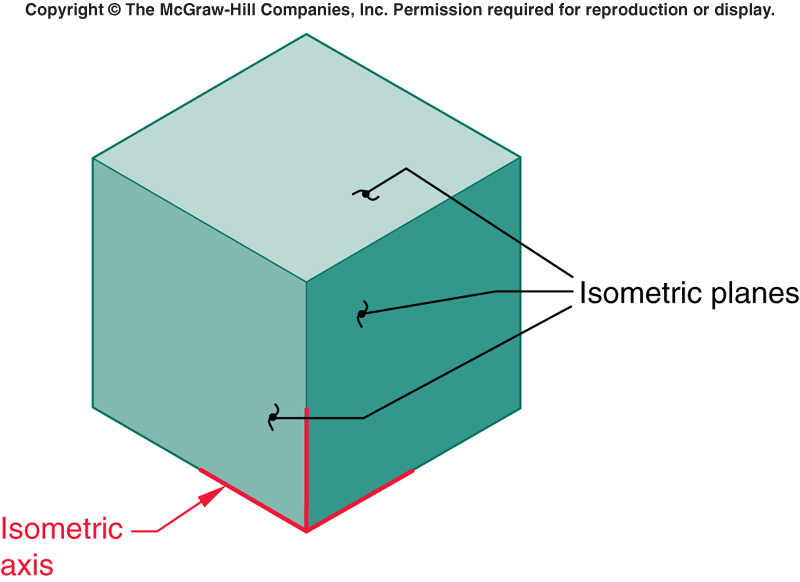 Copyright © The McGraw-Hill Companies, Inc. Permission required for reproduction or display.
Isometric planes
Isometric
axis